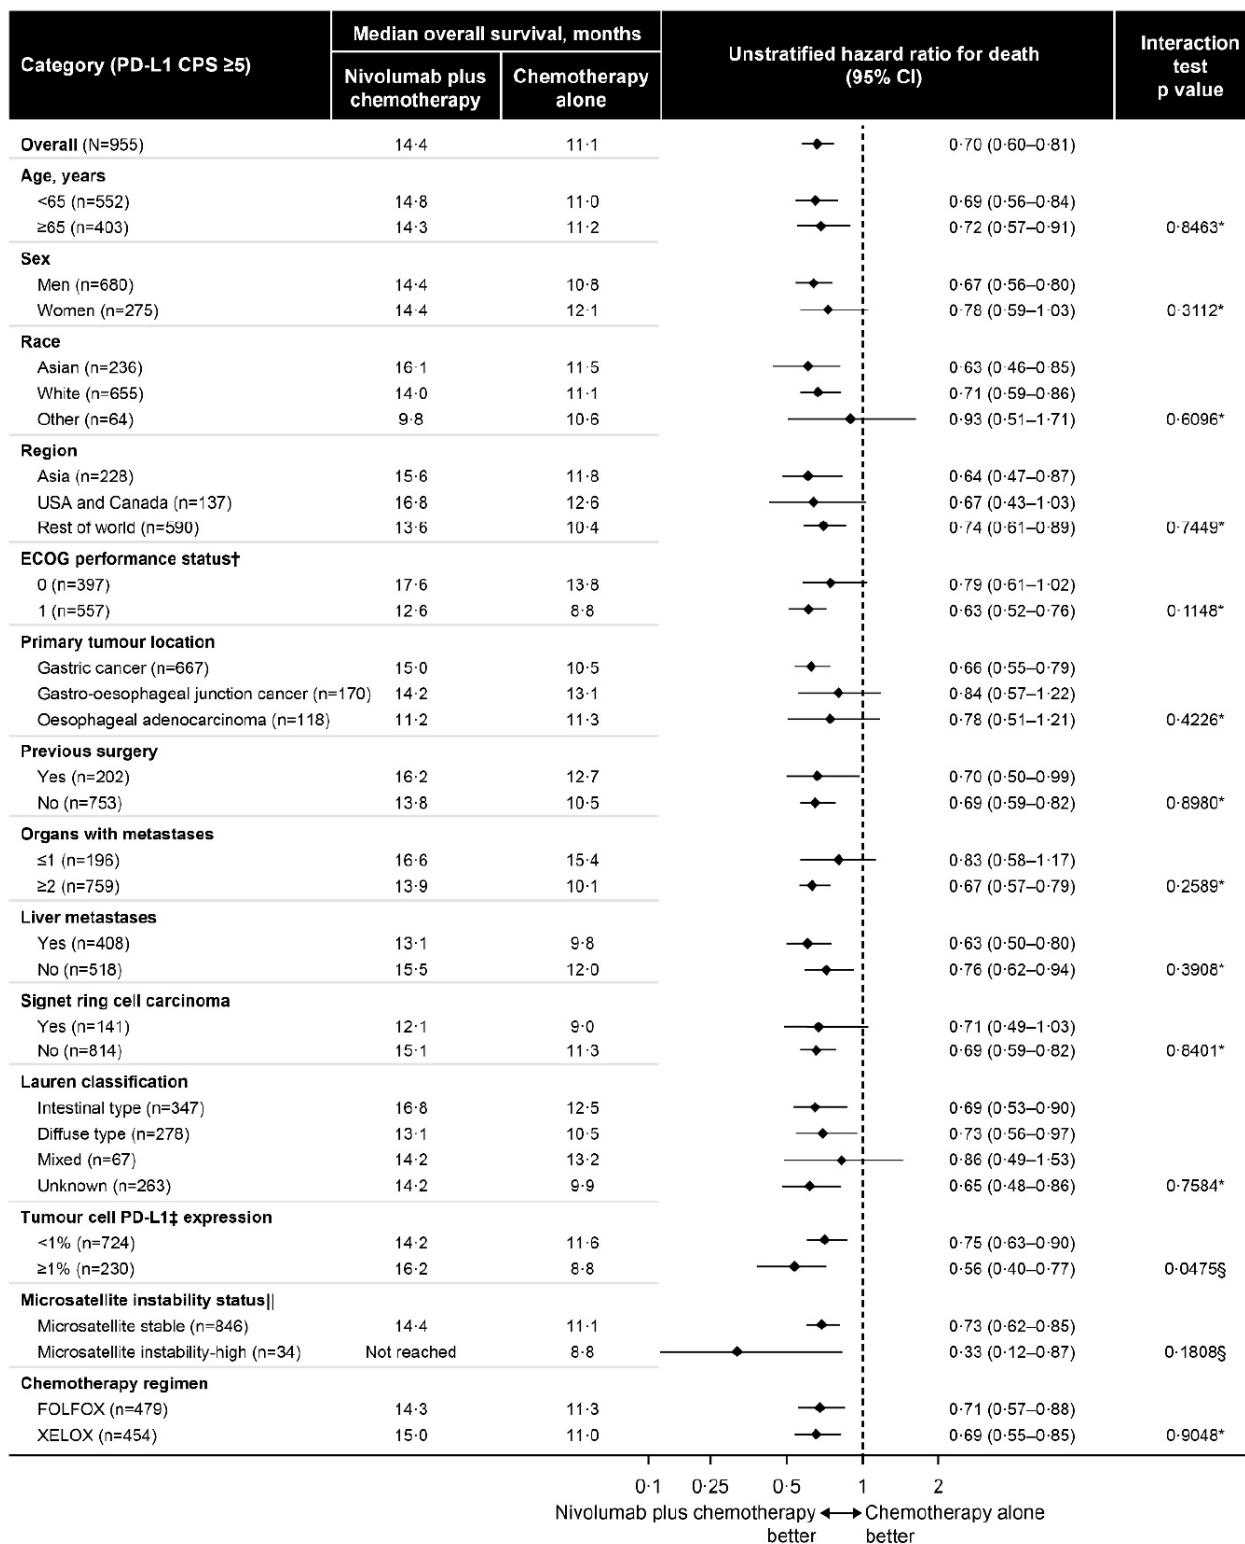 Category (PD-L1 CPS ≥5)
Median overall survival, months
Nivolumab plus chemotherapy
Chemotherapy alone
Unstratified hazard ratio for death (95% CI)
Interaction test p value
Overall (N=955) 14·4 11·1 0·70 (0·60–0·81)
Age, years
<65 (n=552) 14·8 11·0 0·69 (0·56–0·84)
≥65 (n=403) 14·3 11·2 0·72 (0·57–0·91) 0·8463*
Sex
Men (n=680) 14·4 10·8 0·67 (0·56–0·80)
Women (n=275) 14·4 12·1 0·78 (0·59–1·03) 0·3112*
Race
Asian (n=236) 16·1 11·5 0·63 (0·46–0·85)
White (n=655) 14·0 11·1 0·71 (0·59–0·86)
Other (n=64) 9·8 10·6 0·93 (0·51–1·71) 0·6096*
Region
Asia (n=228) 15·6 11·8 0·64 (0·47–0·87)
USA and Canada (n=137) 16·8 12·6 0·67 (0·43–1·03)
Rest of world (n=590) 13·6 10·4 0·74 (0·61–0·89) 0·7449*
ECOG performance status†
0 (n=397) 17·6 13·8 0·79 (0·61–1·02)
1 (n=557) 12·6 8·8 0·63 (0·52–0·76) 0·1148*
Primary tumour location
Gastric cancer (n=667) 15·0 10·5 0·66 (0·55–0·79)
Gastro-oesophageal junction cancer (n=170) 14·2 13·1 0·84 (0·57–1·22)
Oesophageal adenocarcinoma (n=118) 11·2 11·3 0·78 (0·51–1·21) 0·4226*
Previous surgery
Yes (n=202) 16·2 12·7 0·70 (0·50–0·99)
No (n=753) 13·8 10·5 0·69 (0·59–0·82) 0·8980*
Organs with metastases
≤1 (n=196) 16·6 15·4 0·83 (0·58–1·17)
≥2 (n=759) 13·9 10·1 0·67 (0·57–0·79) 0·2589*
Liver metastases
Yes (n=408) 13·1 9·8 0·63 (0·50–0·80)
No (n=518) 15·5 12·0 0·76 (0·62–0·94) 0·3908*
Signet ring cell carcinoma
Yes (n=141) 12·1 9·0 0·71 (0·49–1·03)
No (n=814) 15·1 11·3 0·69 (0·59–0·82) 0·8401*
Lauren classification
Intestinal type (n=347) 16·8 12·5 0·69 (0·53–0·90)
Diffuse type (n=278) 13·1 10·5 0·73 (0·56–0·97)
Mixed (n=67) 14·2 13·2 0·86 (0·49–1·53)
Unknown (n=263) 14·2 9·9 0·65 (0·48–0·86) 0·7584*
Tumour cell PD-L1‡ expression
<1% (n=724) 14·2 11·6 0·75 (0·63–0·90)
≥1% (n=230) 16·2 8·8 0·56 (0·40–0·77) 0·0475§
Microsatellite instability status||
Microsatellite stable (n=846) 14·4 11·1 0·73 (0·62–0·85)
Microsatellite instability-high (n=34) Not reached 8·8 0·33 (0·12–0·87) 0·1808§
Chemotherapy regimen
FOLFOX (n=479) 14·3 11·3 0·71 (0·57–0·88)
XELOX (n=454) 15·0 11·0 0·69 (0·55–0·85) 0·9048*
0·1 0·25 0·5 1 2
Nivolumab plus chemotherapy better
Chemotherapy alone better